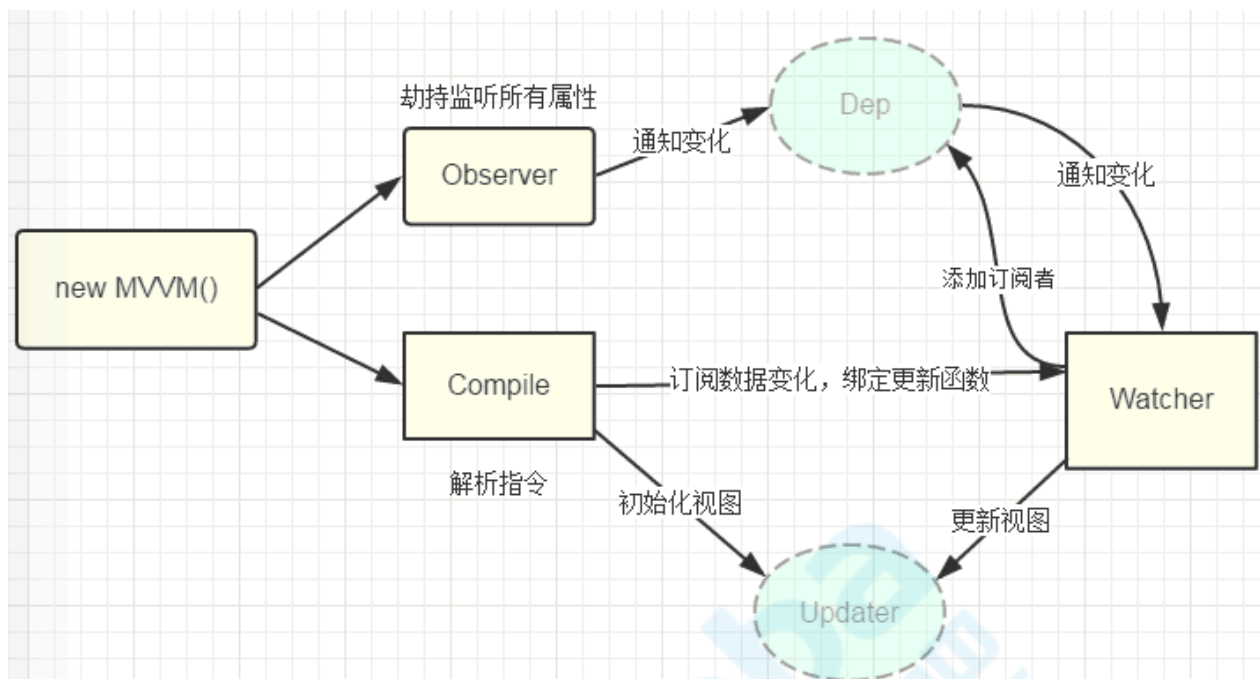 劫持监听所有属性
Dep
通知变化
通知变化
Observer
new MVVM()
添加订阅者
Compile
订阅数据变化，绑定更新函数
Watcher
解析指令
初始化视图
更新视图
Updater